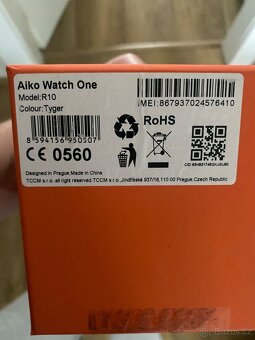 Aiko Watch One
Model:R10
Colour:Tyger
IMEI:867937024576410
8 594156 950507
RoHS
CE 0560
Designed in Prague.Made in China
TCCM s.r.o. all right reserved:TCCM s.r.o.,Jindřišská 937/16,110 00 Prague,Czech Republic